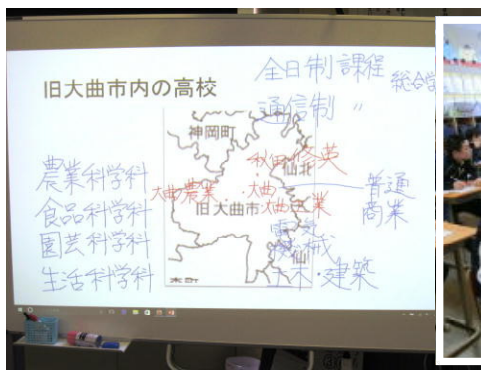 旧大曲市内の高校
全日制課程
総合学
通信制 〃
神岡町
秋田修英
仙北
農業科学科
大曲農業
大曲
普通
食品科学科
旧大曲市
大曲工業
商業
園芸科学科
電気
機械
仙
生活科学科
土木・建築